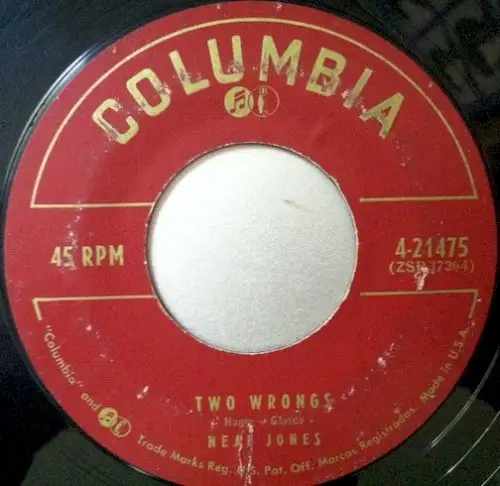 COLUMBIA
45 RPM
4-21475
TWO WRONGS
NEAL JONES
"Columbia" and Trade Marks Reg. U.S. Pat. Off. Marcas Registradas. Made in U.S.A.